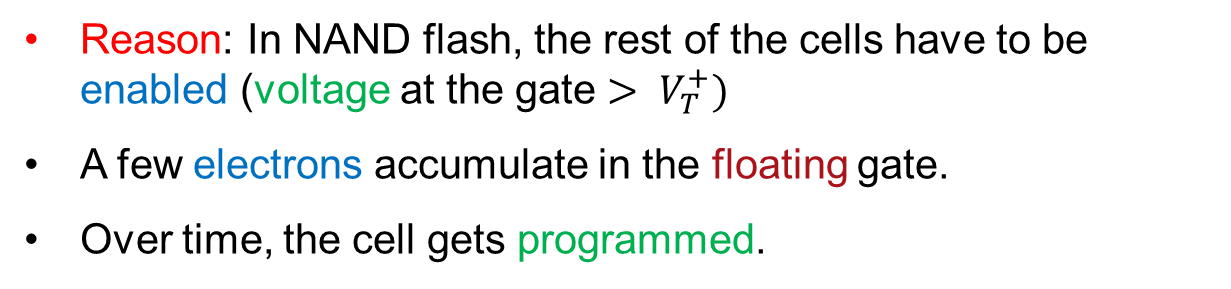 • Reason: In NAND flash, the rest of the cells have to be
enabled (voltage at the gate > V_T^+)
• A few electrons accumulate in the floating gate.
• Over time, the cell gets programmed.